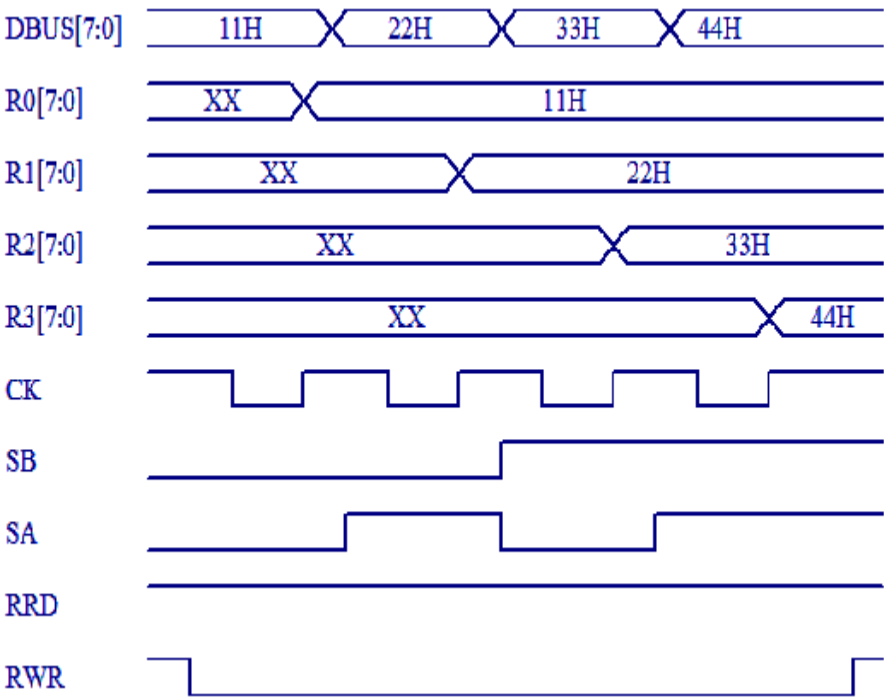 DBUS[7:0] 11H 22H 33H 44H
R0[7:0] XX 11H
R1[7:0] XX 22H
R2[7:0] XX 33H
R3[7:0] XX 44H
CK
SB
SA
RRD
RWR